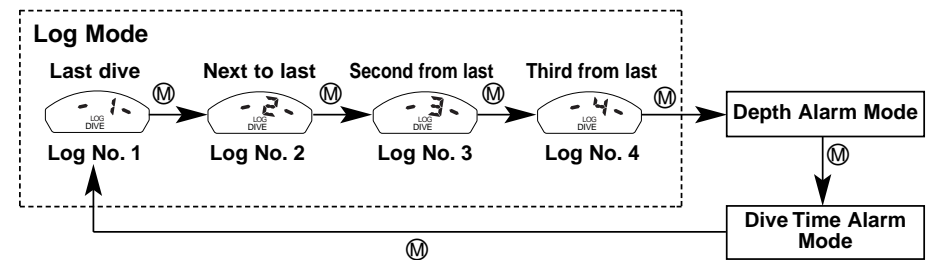 Log Mode
Last dive
Next to last
Second from last
Third from last
- 1 -
LOG
DIVE
- 2 -
LOG
DIVE
- 3 -
LOG
DIVE
- 4 -
LOG
DIVE
Log No. 1
Log No. 2
Log No. 3
Log No. 4
M
M
M
M
Depth Alarm Mode
M
Dive Time Alarm
Mode
M